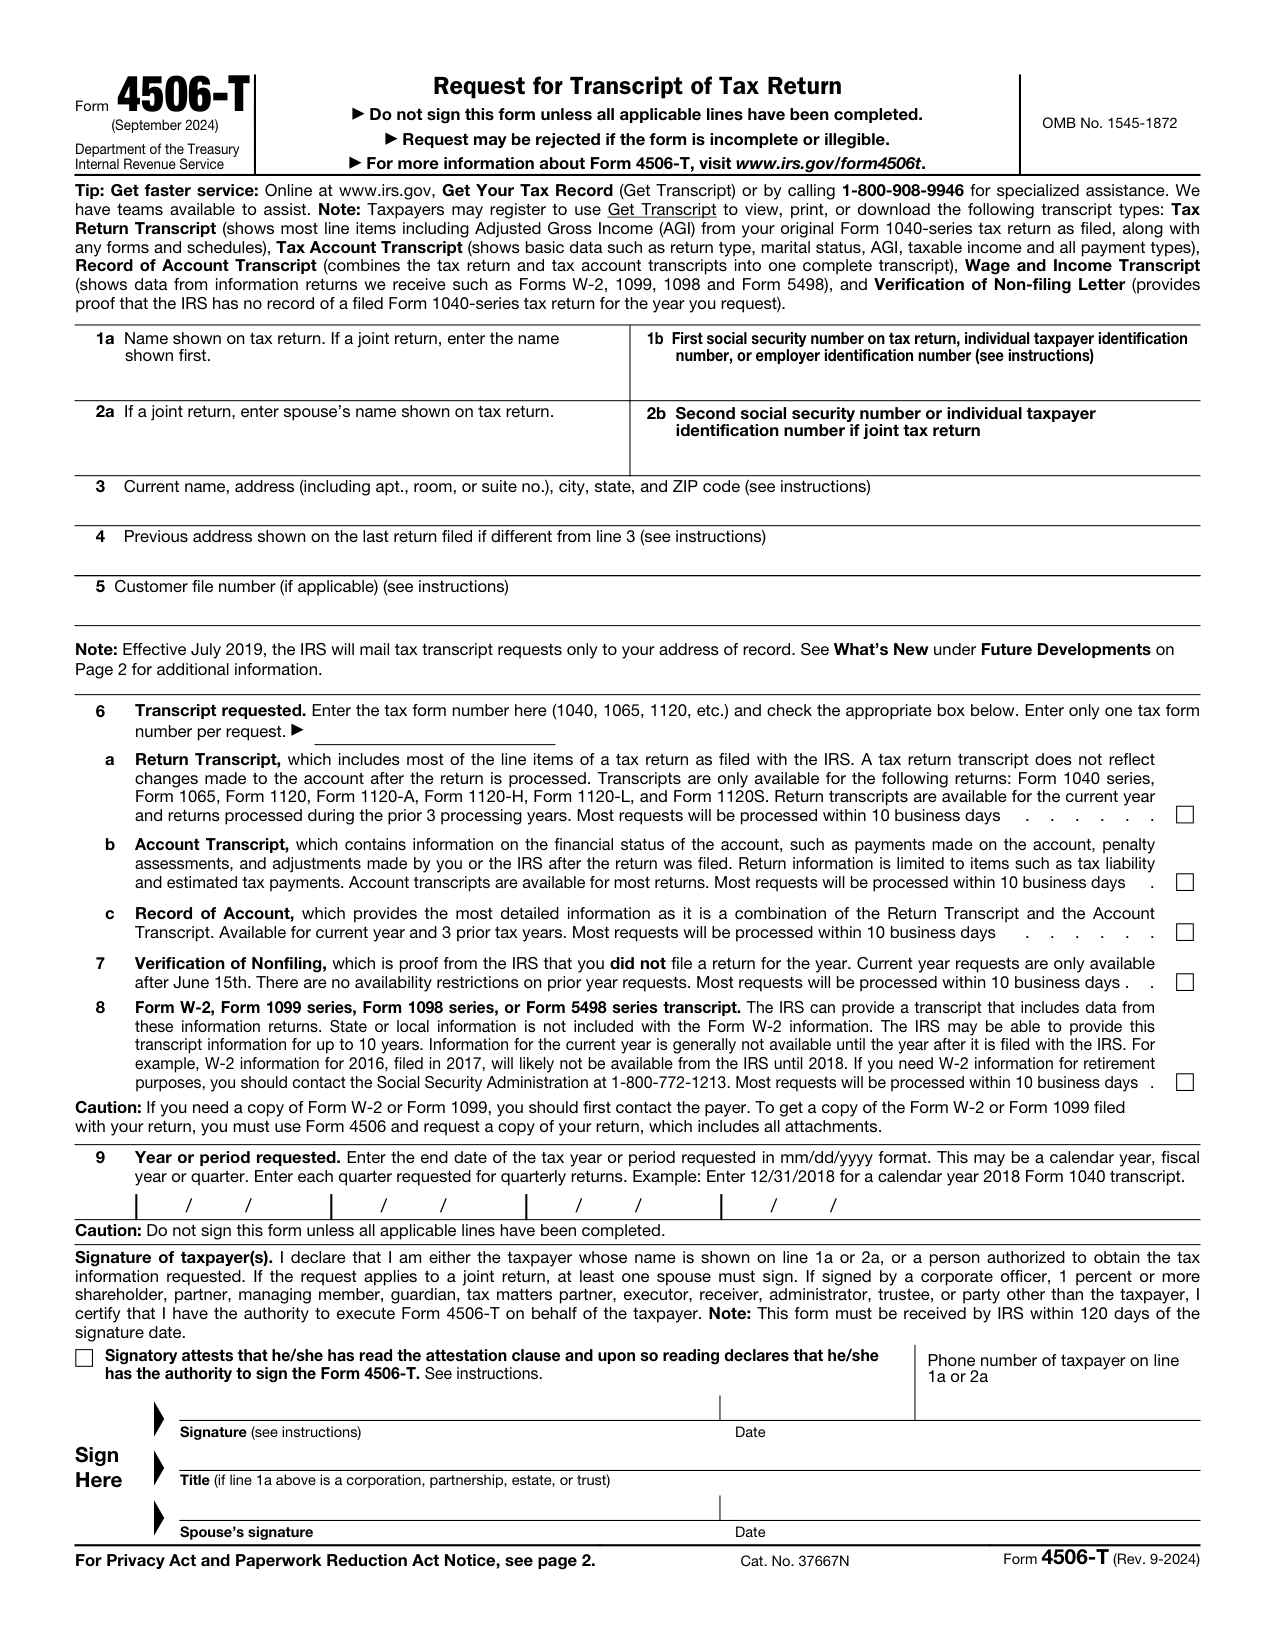 Form 4506-T
(September 2024)
Department of the Treasury
Internal Revenue Service
Request for Transcript of Tax Return
▶ Do not sign this form unless all applicable lines have been completed.
▶ Request may be rejected if the form is incomplete or illegible.
▶ For more information about Form 4506-T, visit www.irs.gov/form4506t.
OMB No. 1545-1872
Tip: Get faster service: Online at www.irs.gov, Get Your Tax Record (Get Transcript) or by calling 1-800-908-9946 for specialized assistance. We
have teams available to assist. Note: Taxpayers may register to use Get Transcript to view, print, or download the following transcript types: Tax
Return Transcript (shows most line items including Adjusted Gross Income (AGI) from your original Form 1040-series tax return as filed, along with
any forms and schedules), Tax Account Transcript (shows basic data such as return type, marital status, AGI, taxable income and all payment types),
Record of Account Transcript (combines the tax return and tax account transcripts into one complete transcript), Wage and Income Transcript
(shows data from information returns we receive such as Forms W-2, 1099, 1098 and Form 5498), and Verification of Non-filing Letter (provides
proof that the IRS has no record of a filed Form 1040-series tax return for the year you request).
1a Name shown on tax return. If a joint return, enter the name
shown first.
1b First social security number on tax return, individual taxpayer identification
number, or employer identification number (see instructions)
2a If a joint return, enter spouse's name shown on tax return.
2b Second social security number or individual taxpayer
identification number if joint tax return
3 Current name, address (including apt., room, or suite no.), city, state, and ZIP code (see instructions)
4 Previous address shown on the last return filed if different from line 3 (see instructions)
5 Customer file number (if applicable) (see instructions)
Note: Effective July 2019, the IRS will mail tax transcript requests only to your address of record. See What's New under Future Developments on
Page 2 for additional information.
6 Transcript requested. Enter the tax form number here (1040, 1065, 1120, etc.) and check the appropriate box below. Enter only one tax form
number per request. ▶
a Return Transcript, which includes most of the line items of a tax return as filed with the IRS. A tax return transcript does not reflect
changes made to the account after the return is processed. Transcripts are only available for the following returns: Form 1040 series,
Form 1065, Form 1120, Form 1120-A, Form 1120-H, Form 1120-L, and Form 1120S. Return transcripts are available for the current year
and returns processed during the prior 3 processing years. Most requests will be processed within 10 business days . . . . . .
b Account Transcript, which contains information on the financial status of the account, such as payments made on the account, penalty
assessments, and adjustments made by you or the IRS after the return was filed. Return information is limited to items such as tax liability
and estimated tax payments. Account transcripts are available for most returns. Most requests will be processed within 10 business days .
c Record of Account, which provides the most detailed information as it is a combination of the Return Transcript and the Account
Transcript. Available for current year and 3 prior tax years. Most requests will be processed within 10 business days . . . . . .
7 Verification of Nonfiling, which is proof from the IRS that you did not file a return for the year. Current year requests are only available
after June 15th. There are no availability restrictions on prior year requests. Most requests will be processed within 10 business days . .
8 Form W-2, Form 1099 series, Form 1098 series, or Form 5498 series transcript. The IRS can provide a transcript that includes data from
these information returns. State or local information is not included with the Form W-2 information. The IRS may be able to provide this
transcript information for up to 10 years. Information for the current year is generally not available until the year after it is filed with the IRS. For
example, W-2 information for 2016, filed in 2017, will likely not be available from the IRS until 2018. If you need W-2 information for retirement
purposes, you should contact the Social Security Administration at 1-800-772-1213. Most requests will be processed within 10 business days .
Caution: If you need a copy of Form W-2 or Form 1099, you should first contact the payer. To get a copy of the Form W-2 or Form 1099 filed
with your return, you must use Form 4506 and request a copy of your return, which includes all attachments.
9 Year or period requested. Enter the end date of the tax year or period requested in mm/dd/yyyy format. This may be a calendar year, fiscal
year or quarter. Enter each quarter requested for quarterly returns. Example: Enter 12/31/2018 for a calendar year 2018 Form 1040 transcript.
/ / / / / / / /
Caution: Do not sign this form unless all applicable lines have been completed.
Signature of taxpayer(s). I declare that I am either the taxpayer whose name is shown on line 1a or 2a, or a person authorized to obtain the tax
information requested. If the request applies to a joint return, at least one spouse must sign. If signed by a corporate officer, 1 percent or more
shareholder, partner, managing member, guardian, tax matters partner, executor, receiver, administrator, trustee, or party other than the taxpayer, I
certify that I have the authority to execute Form 4506-T on behalf of the taxpayer. Note: This form must be received by IRS within 120 days of the
signature date.
Signatory attests that he/she has read the attestation clause and upon so reading declares that he/she
has the authority to sign the Form 4506-T. See instructions.
Phone number of taxpayer on line
1a or 2a
Sign
Here
Signature (see instructions)
Date
Title (if line 1a above is a corporation, partnership, estate, or trust)
Spouse's signature
Date
For Privacy Act and Paperwork Reduction Act Notice, see page 2.
Cat. No. 37667N
Form 4506-T (Rev. 9-2024)